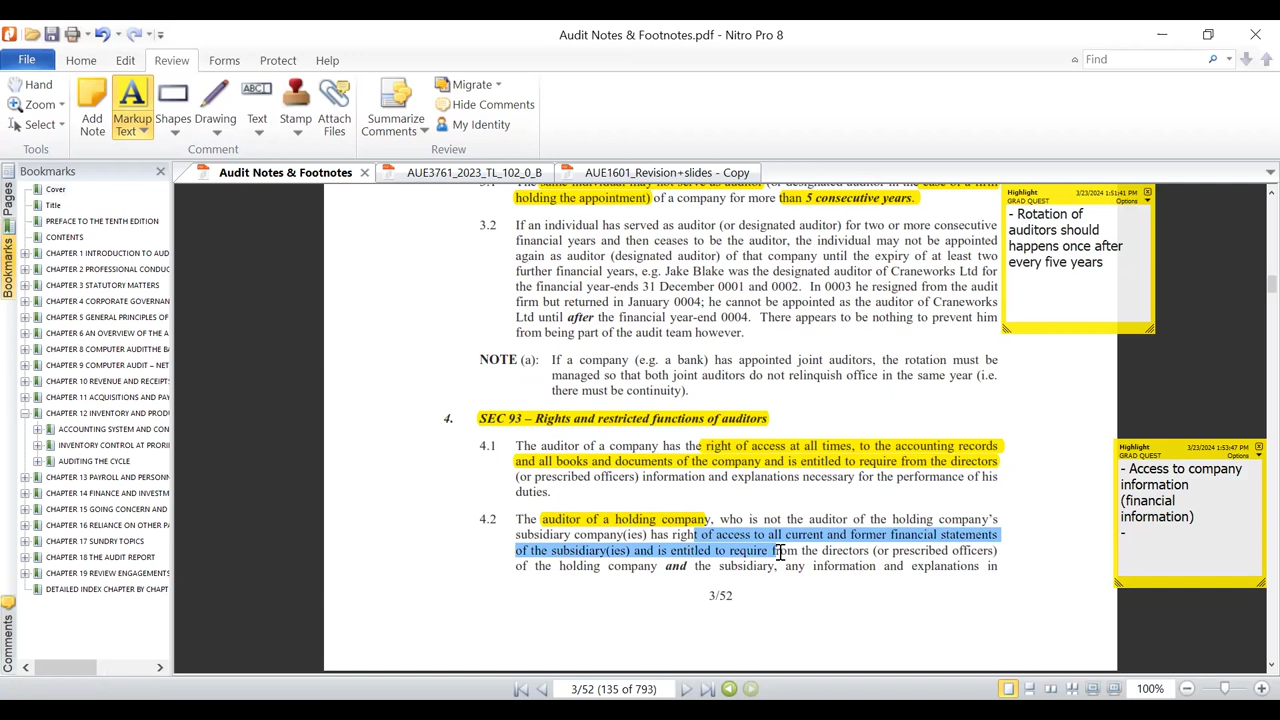 Audit Notes & Footnotes.pdf - Nitro Pro 8
File Home Edit Review Forms Protect Help
Find
Hand
Zoom
Select
Tools
Add Note
Markup Text
Shapes
Drawing
ABC
Text
Stamp
Attach Files
Comment
Summarize Comments
Migrate
Hide Comments
My Identity
Review
Bookmarks
Audit Notes & Footnotes
AUE3761_2023_TL_102_0_B
AUE1601_Revision+slides - Copy
Pages
Bookmarks
Comments
Cover
Title
PREFACE TO THE TENTH EDITION
CONTENTS
CHAPTER 1 INTRODUCTION TO AUD
CHAPTER 2 PROFESSIONAL CONDUC
CHAPTER 3 STATUTORY MATTERS
CHAPTER 4 CORPORATE GOVERNAN
CHAPTER 5 GENERAL PRINCIPLES OF
CHAPTER 6 AN OVERVIEW OF THE A
CHAPTER 8 COMPUTER AUDITTHE B
CHAPTER 9 COMPUTER AUDIT – NET
CHAPTER 10 REVENUE AND RECEIPTS
CHAPTER 11 ACQUISITIONS AND PAY
CHAPTER 12 INVENTORY AND PRODU
ACCOUNTING SYSTEM AND CON
INVENTORY CONTROL AT PRORI
AUDITING THE CYCLE
CHAPTER 13 PAYROLL AND PERSONN
CHAPTER 14 FINANCE AND INVESTM
CHAPTER 15 GOING CONCERN AND
CHAPTER 16 RELIANCE ON OTHER PA
CHAPTER 17 SUNDRY TOPICS
CHAPTER 18 THE AUDIT REPORT
CHAPTER 19 REVIEW ENGAGEMENTS
DETAILED INDEX CHAPTER BY CHAPT
3.1 The same individual may not serve as auditor (or designated auditor in the case of a firm
holding the appointment) of a company for more than 5 consecutive years.
3.2 If an individual has served as auditor (or designated auditor) for two or more consecutive
financial years and then ceases to be the auditor, the individual may not be appointed
again as auditor (designated auditor) of that company until the expiry of at least two
further financial years, e.g. Jake Blake was the designated auditor of Craneworks Ltd for
the financial year-ends 31 December 0001 and 0002. In 0003 he resigned from the audit
firm but returned in January 0004; he cannot be appointed as the auditor of Craneworks
Ltd until after the financial year-end 0004. There appears to be nothing to prevent him
from being part of the audit team however.
NOTE (a): If a company (e.g. a bank) has appointed joint auditors, the rotation must be
managed so that both joint auditors do not relinquish office in the same year (i.e.
there must be continuity).
4. SEC 93 – Rights and restricted functions of auditors
4.1 The auditor of a company has the right of access at all times, to the accounting records
and all books and documents of the company and is entitled to require from the directors
(or prescribed officers) information and explanations necessary for the performance of his
duties.
4.2 The auditor of a holding company, who is not the auditor of the holding company's
subsidiary company(ies) has right of access to all current and former financial statements
of the subsidiary(ies) and is entitled to require from the directors (or prescribed officers)
of the holding company and the subsidiary, any information and explanations in
3/52
Highlight 3/23/2024 1:51:41 PM
GRAD QUEST Options
- Rotation of
auditors should
happens once after
every five years
Highlight 3/23/2024 1:53:47 PM
GRAD QUEST Options
- Access to company
information
(financial
information)
-
3/52 (135 of 793)
100%